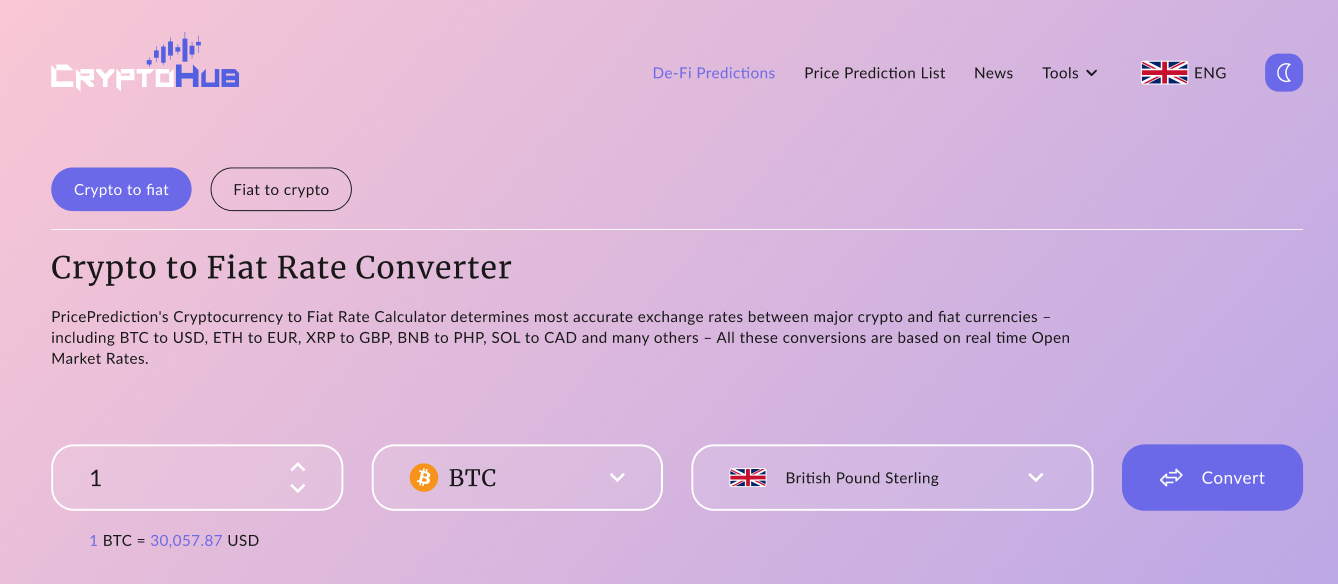 CryptoHub
De-Fi Predictions Price Prediction List News Tools ENG
Crypto to fiat Fiat to crypto
Crypto to Fiat Rate Converter
PricePrediction's Cryptocurrency to Fiat Rate Calculator determines most accurate exchange rates between major crypto and fiat currencies –
including BTC to USD, ETH to EUR, XRP to GBP, BNB to PHP, SOL to CAD and many others – All these conversions are based on real time Open
Market Rates.
1 BTC British Pound Sterling Convert
1 BTC = 30,057.87 USD